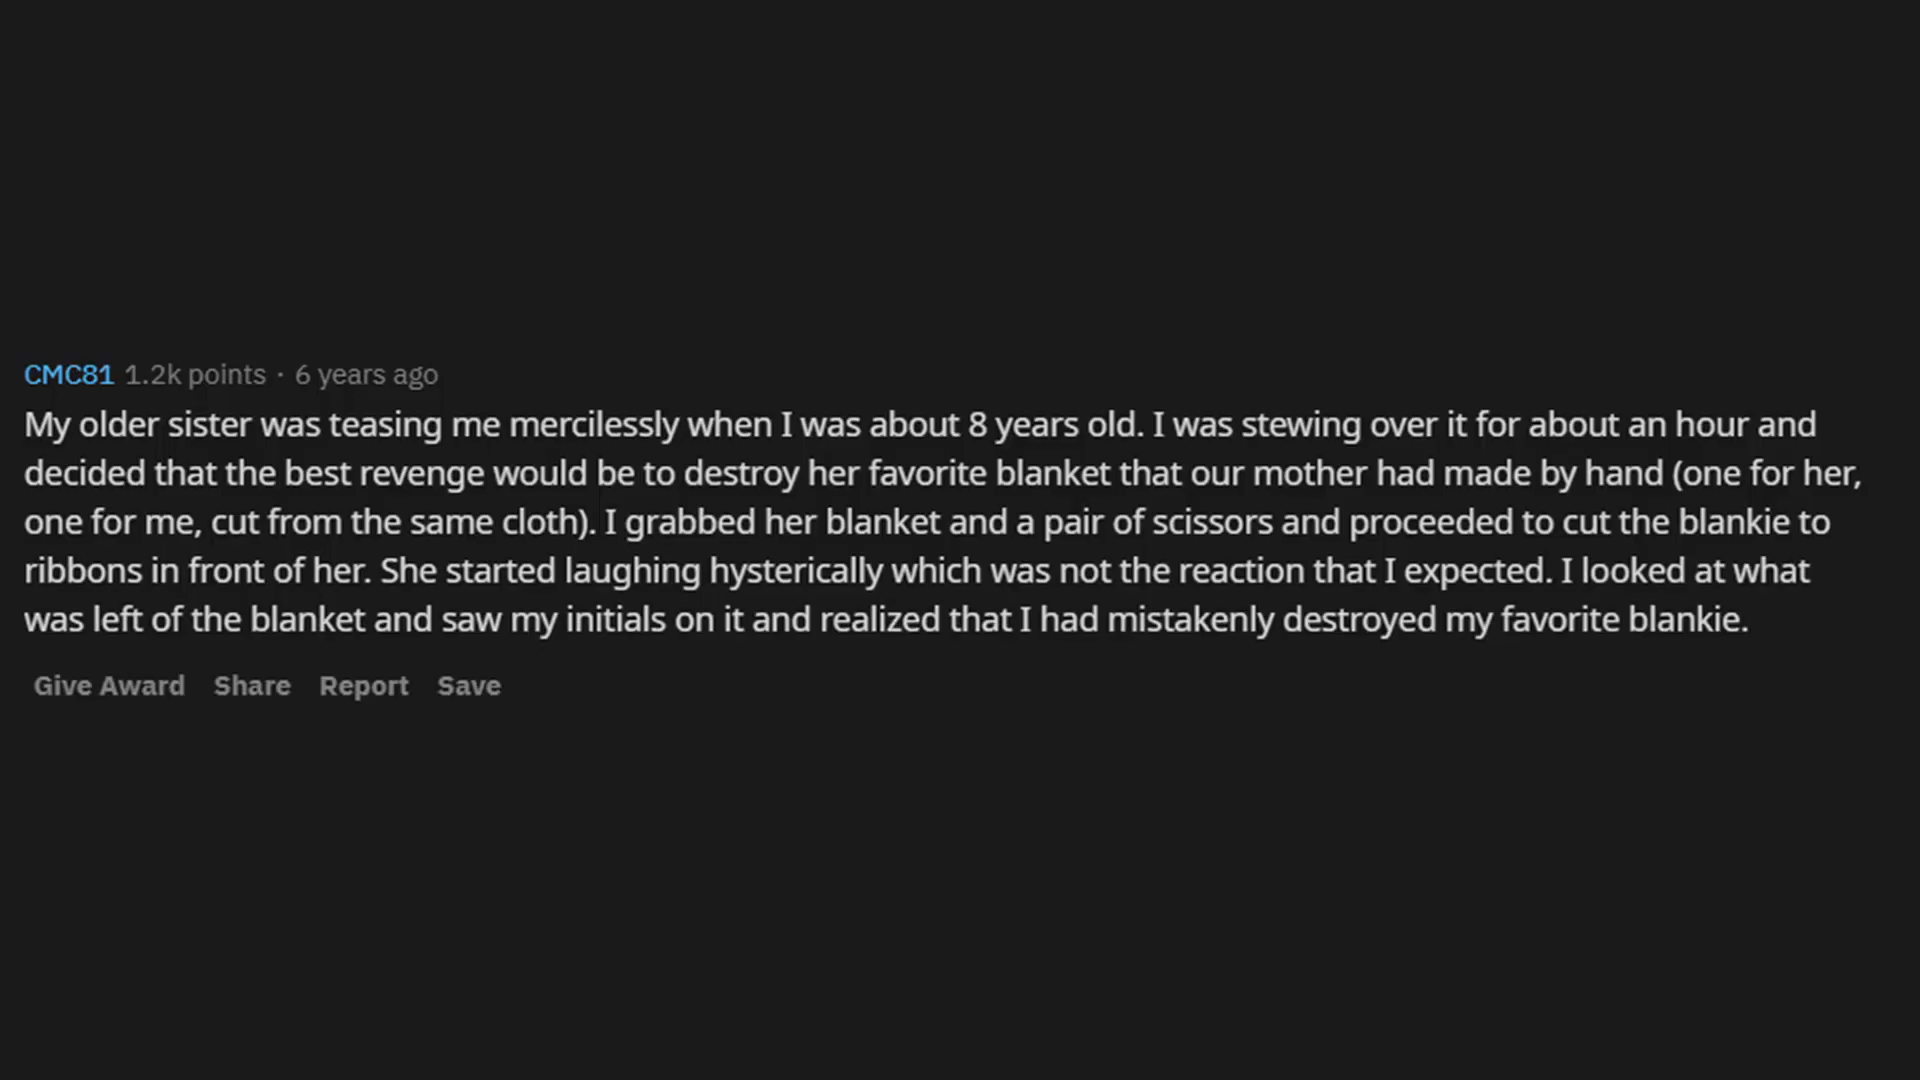 CMC81 1.2k points · 6 years ago
My older sister was teasing me mercilessly when I was about 8 years old. I was stewing over it for about an hour and
decided that the best revenge would be to destroy her favorite blanket that our mother had made by hand (one for her,
one for me, cut from the same cloth). I grabbed her blanket and a pair of scissors and proceeded to cut the blankie to
ribbons in front of her. She started laughing hysterically which was not the reaction that I expected. I looked at what
was left of the blanket and saw my initials on it and realized that I had mistakenly destroyed my favorite blankie.
Give Award Share Report Save